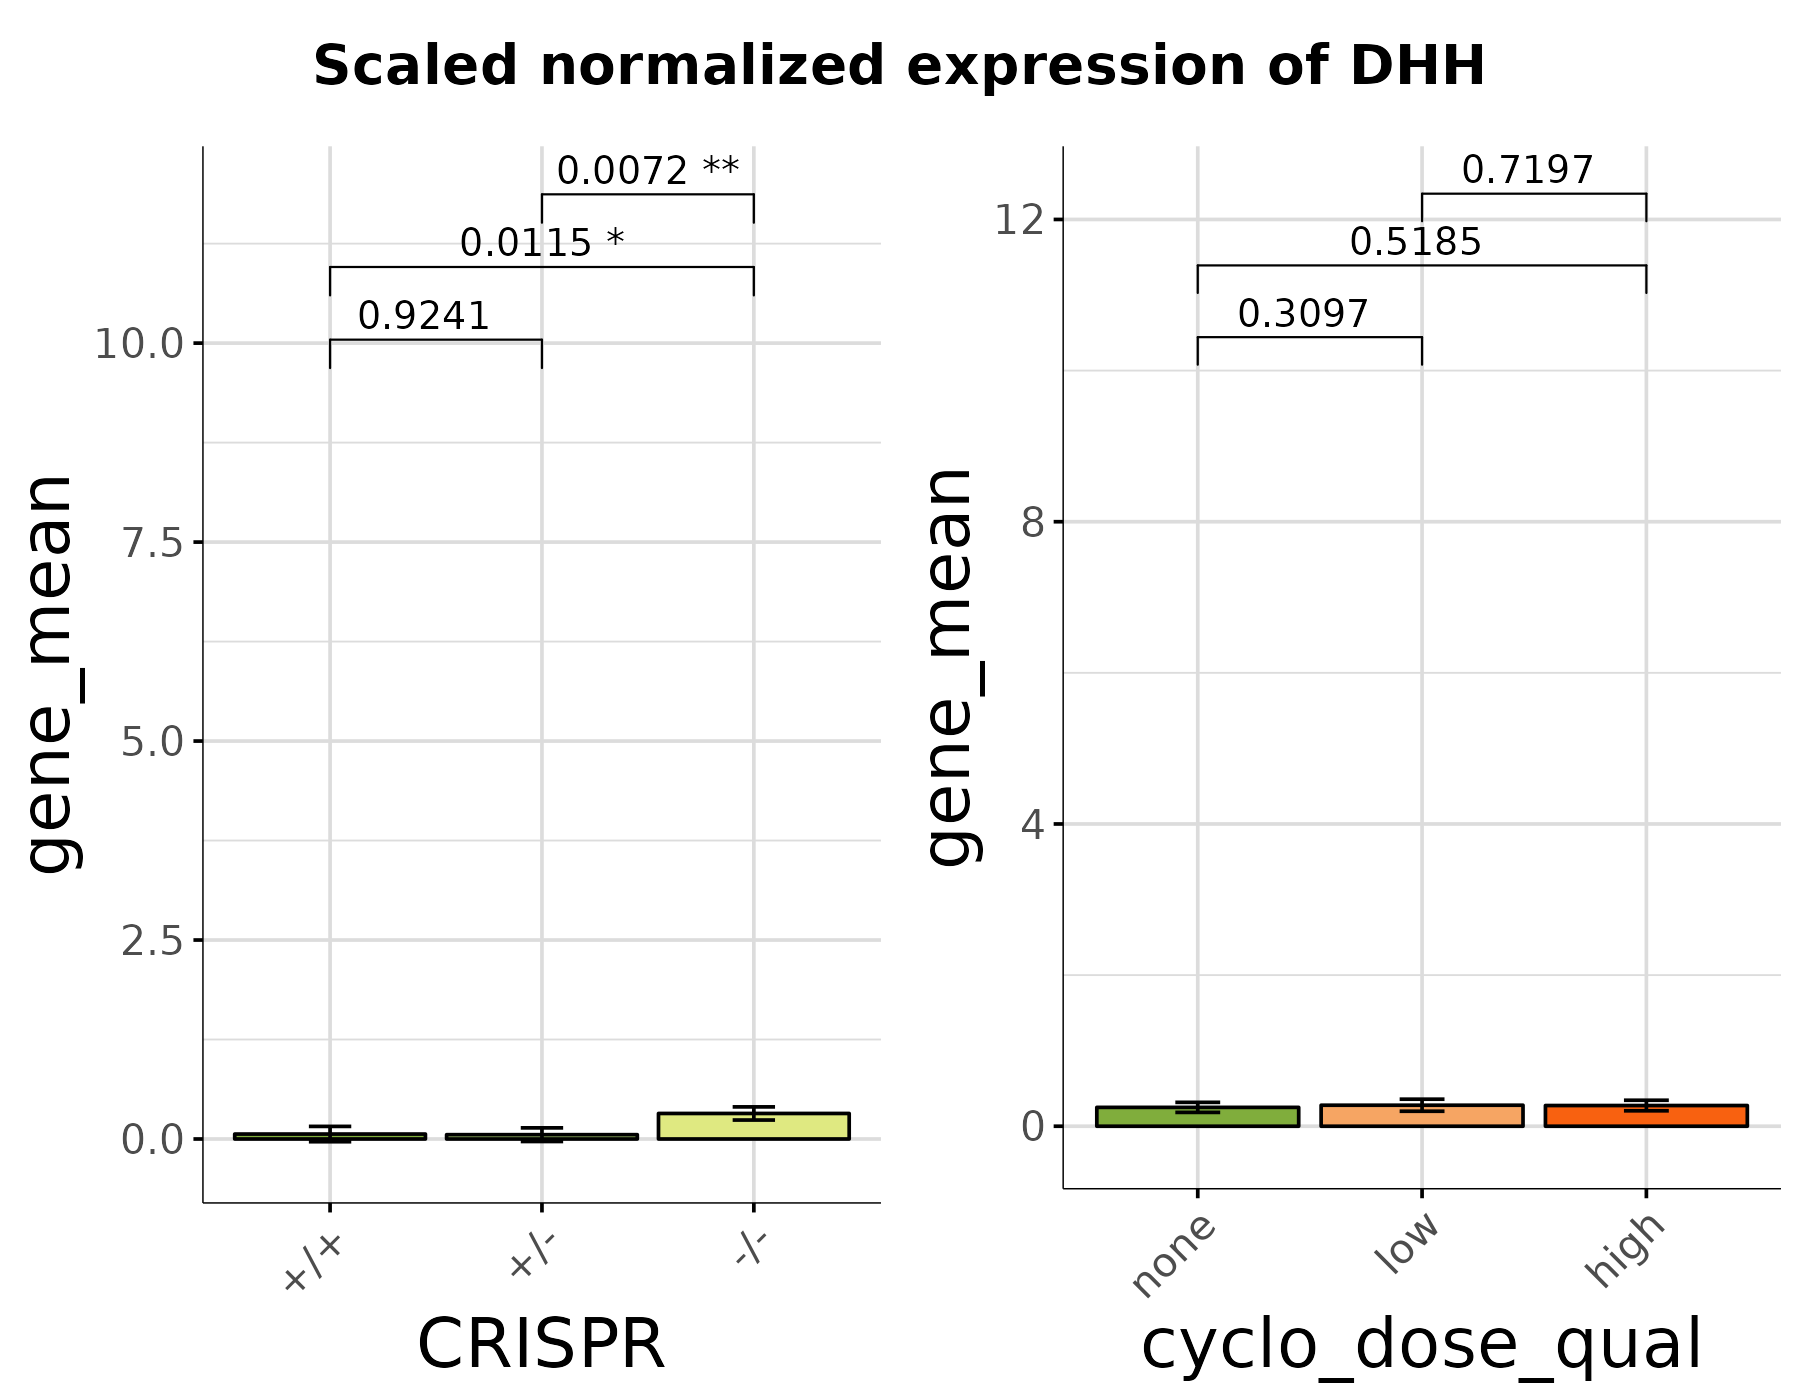 Scaled normalized expression of DHH
gene_mean
10.0
7.5
5.0
2.5
0.0
0.0072 **
0.0115 *
0.9241
+/+
+/-
-/-
CRISPR
gene_mean
12
8
4
0
0.7197
0.5185
0.3097
none
low
high
cyclo_dose_qual